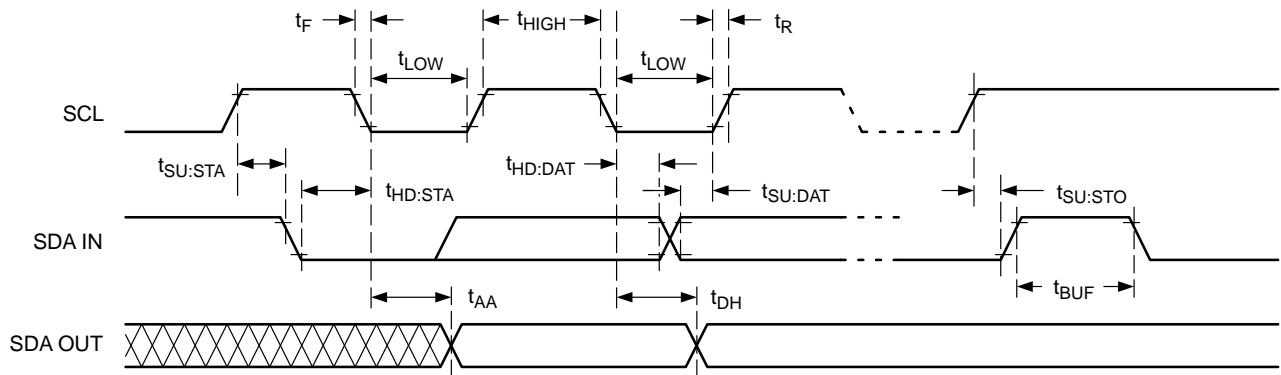 tF
tHIGH
tR
tLOW
tLOW
SCL
tSU:STA
tHD:STA
tHD:DAT
tSU:DAT
tSU:STO
SDA IN
tBUF
tAA
tDH
SDA OUT